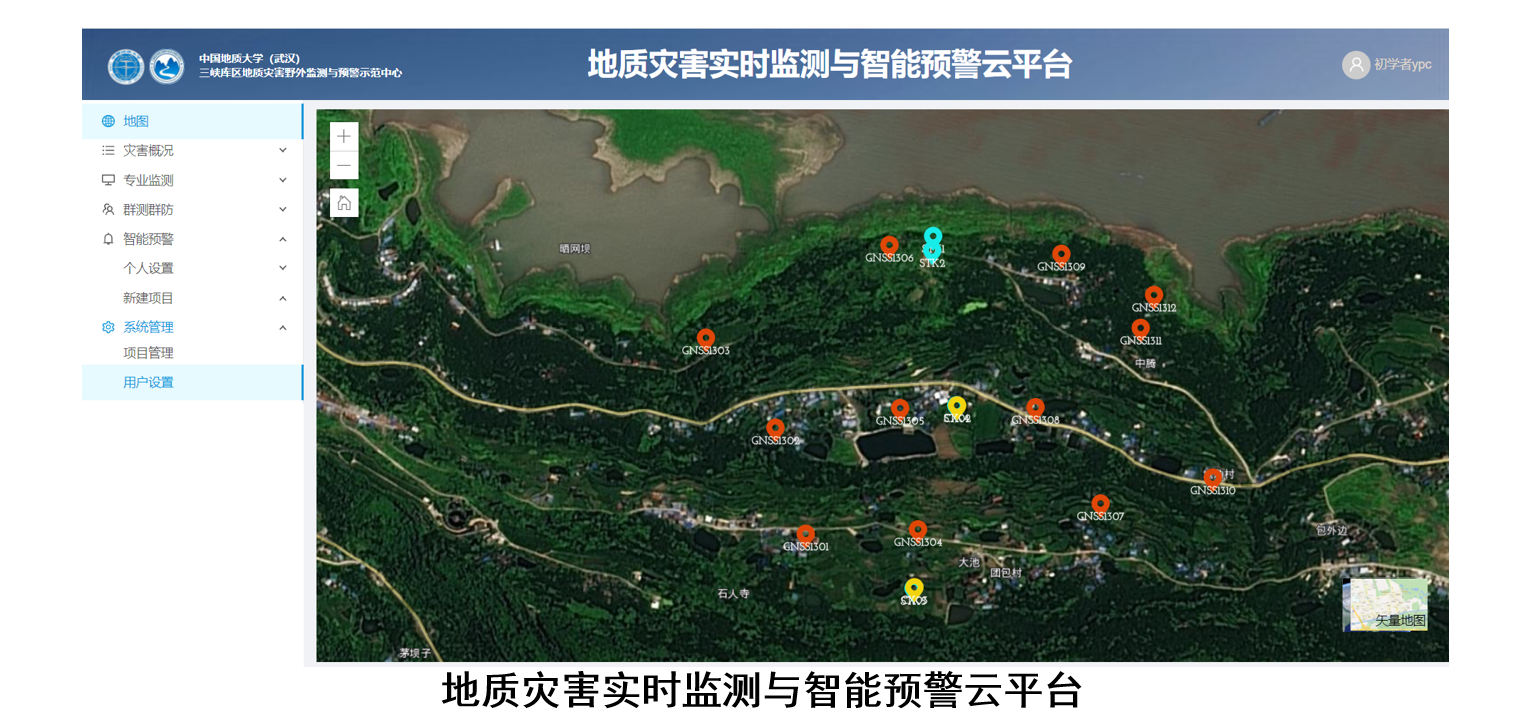 中国地质大学（武汉）
三峡库区地质灾害野外监测与预警示范中心
地质灾害实时监测与智能预警云平台
初学者ypc
地图
灾害概况
专业监测
群测群防
智能预警
个人设置
新建项目
系统管理
项目管理
用户设置
晒网坝
GNSS1306
STK2
GNSS1309
GNSS1312
GNSS1311
中腾
GNSS1303
GNSS1305
GNSS1308
GNSS1302
GNSS1310
GNSS1307
GNSS1304
GNSS1301
包外边
大池
团包村
石人寺
茅坝子
矢量地图
地质灾害实时监测与智能预警云平台